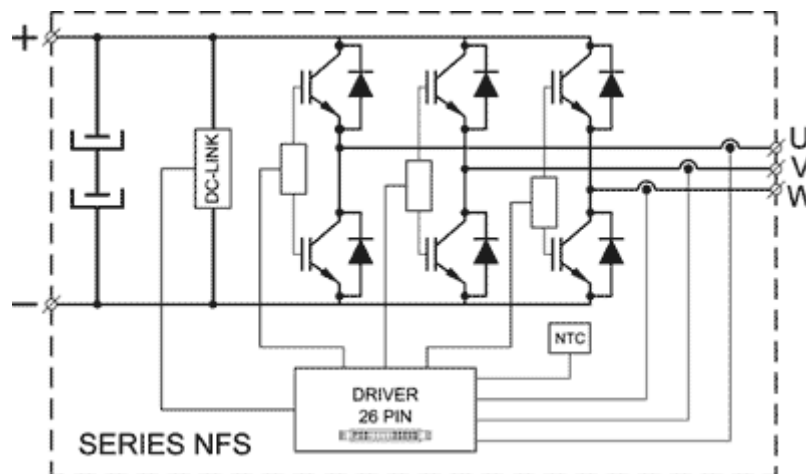 +
U
V
W
DC-LINK
−
NTC
DRIVER
26 PIN
SERIES NFS